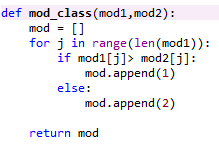 def mod_class(mod1,mod2):
    mod = []
    for j in range(len(mod1)):
        if mod1[j]> mod2[j]:
            mod.append(1)
        else:
            mod.append(2)

    return mod